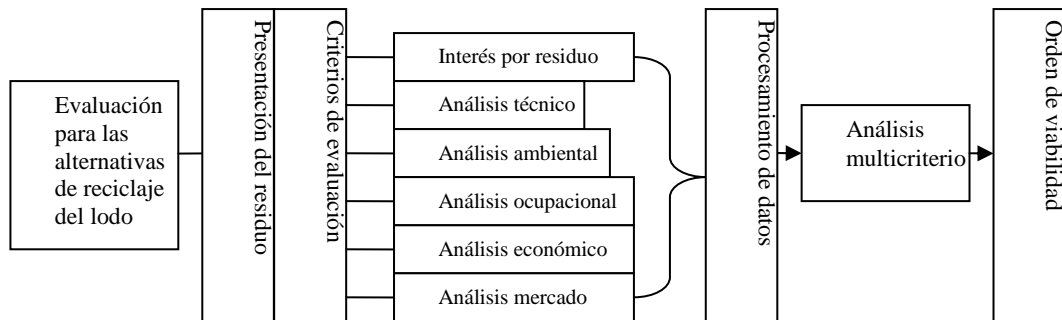 Evaluación
para las
alternativas
de reciclaje
del lodo
Presentación del residuo
Criterios de evaluación
Interés por residuo
Análisis técnico
Análisis ambiental
Análisis ocupacional
Análisis económico
Análisis mercado
Procesamiento de datos
Análisis
multicriterio
Orden de viabilidad